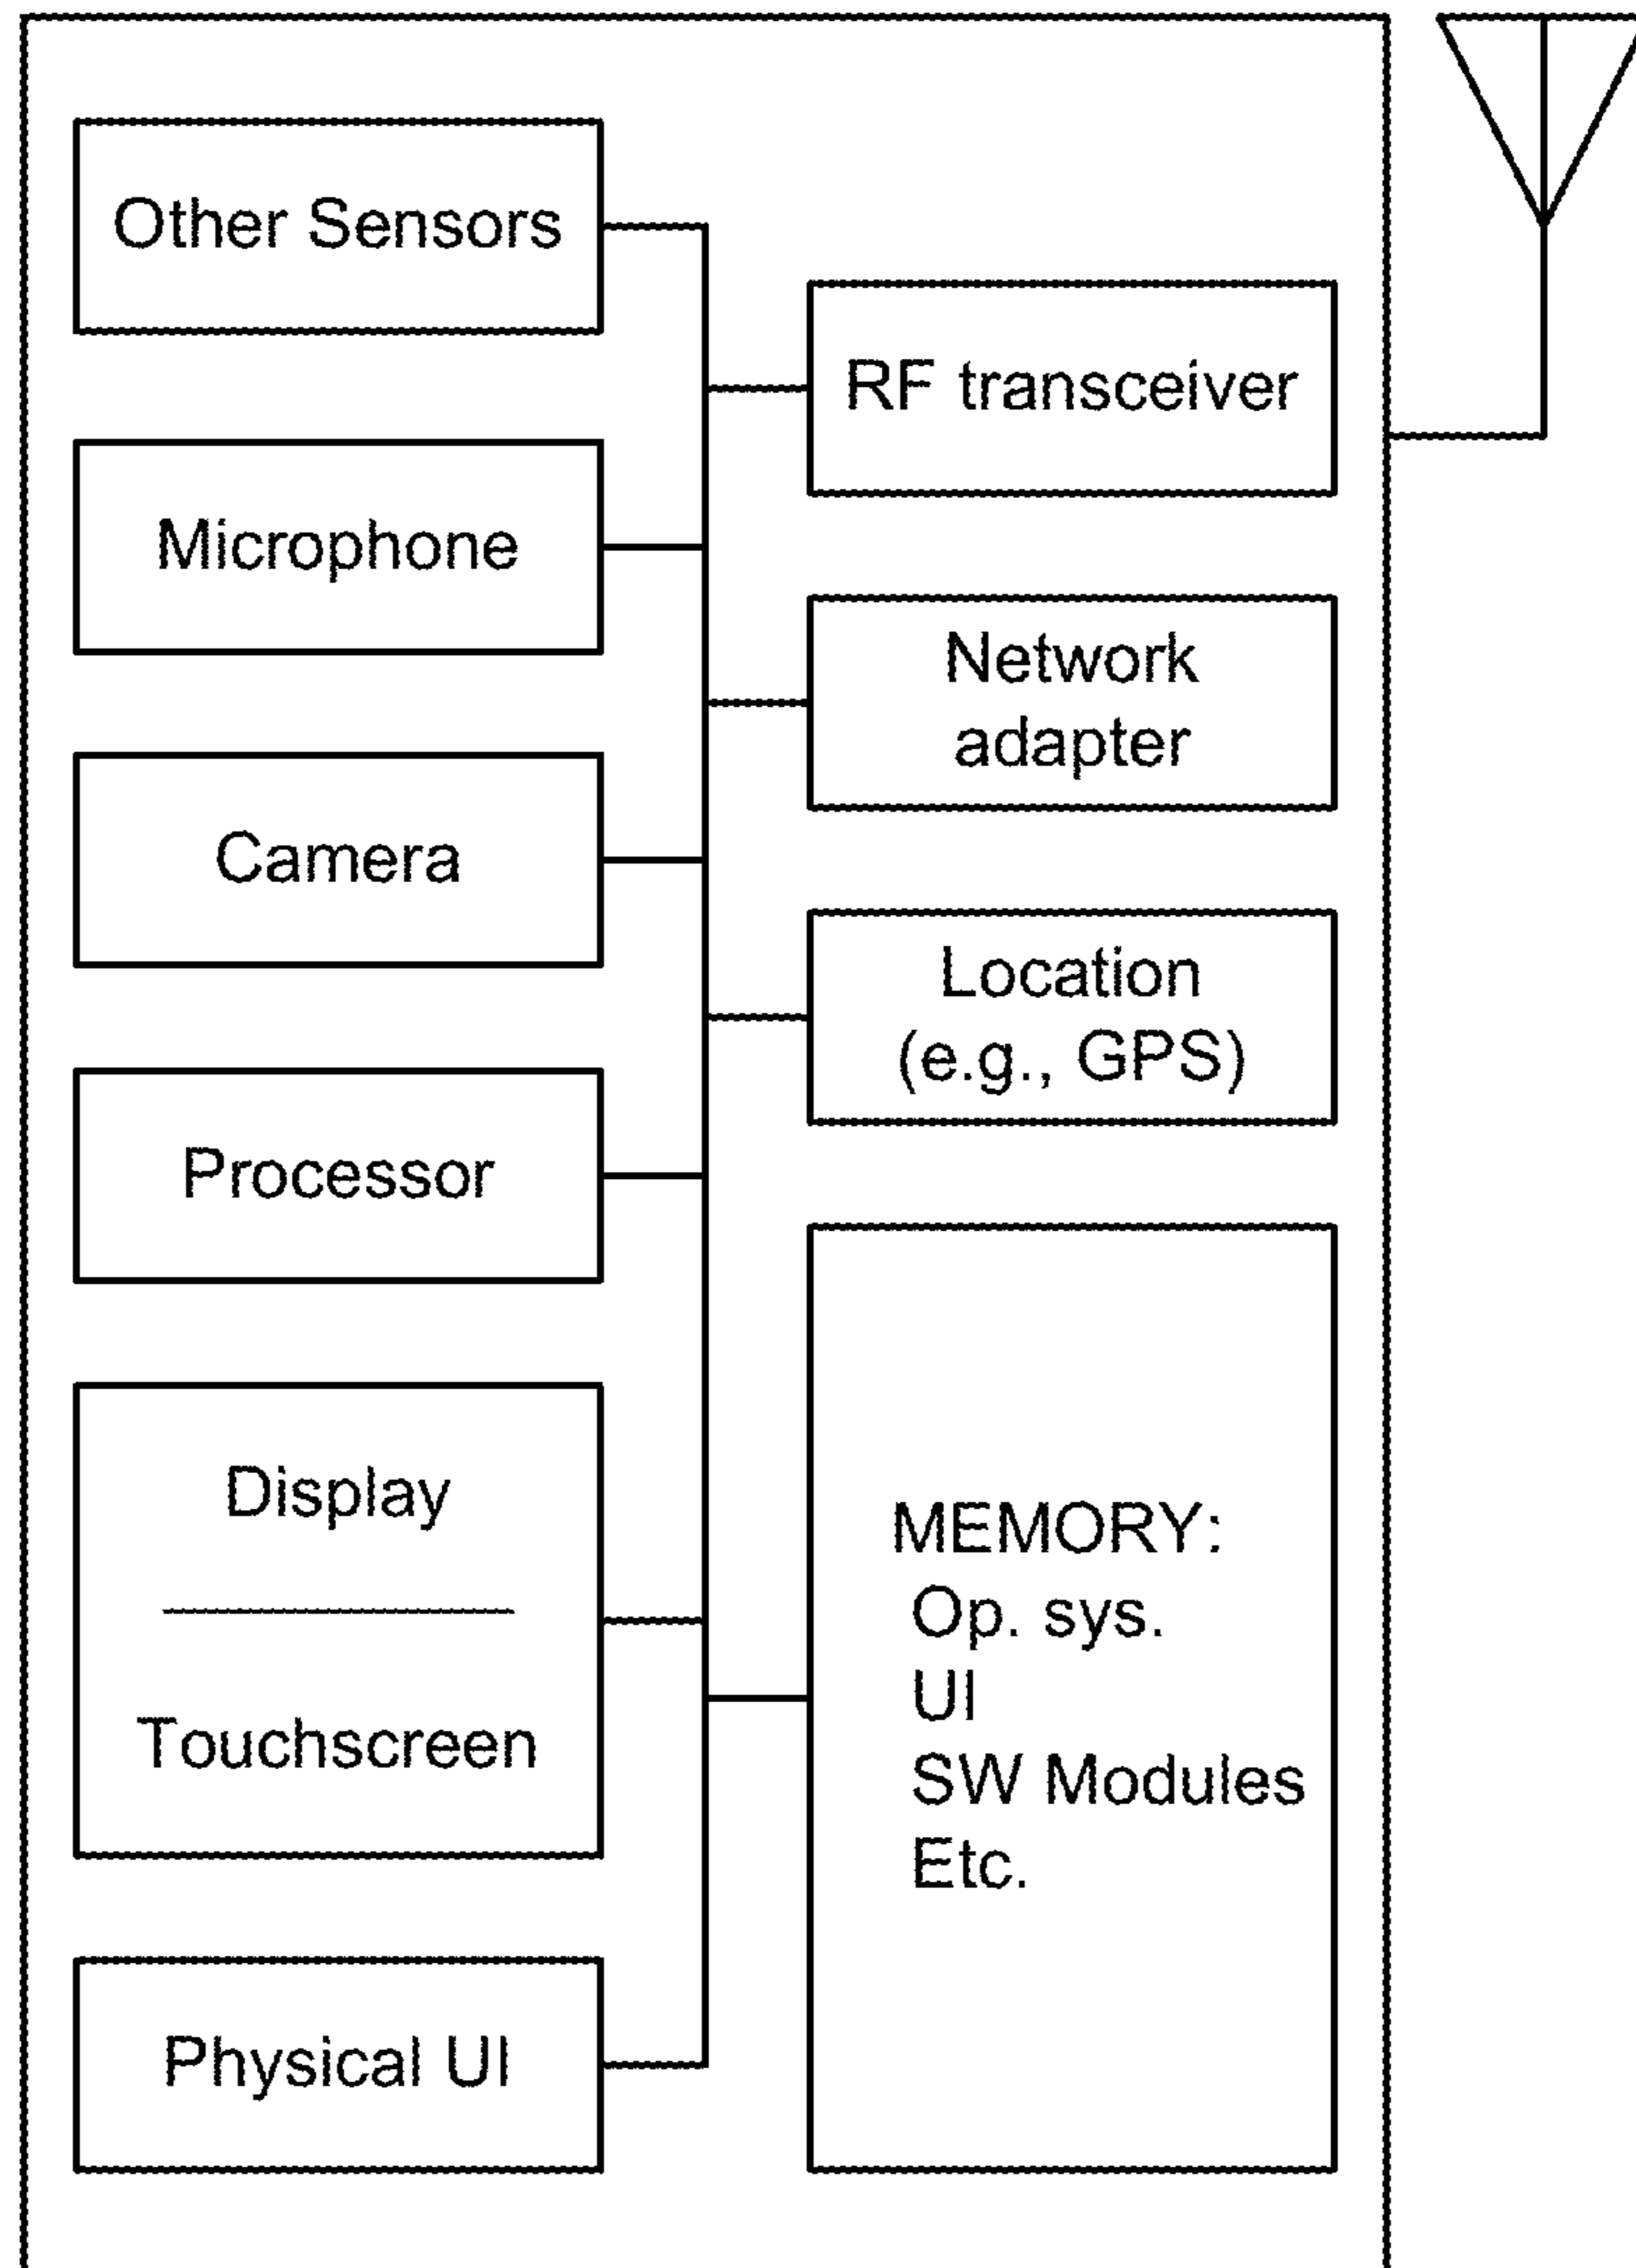 Other Sensors
RF transceiver
Microphone
Network
adapter
Camera
Location
(e.g., GPS)
Processor
Display
Touchscreen
MEMORY:
Op. sys.
UI
SW Modules
Etc.
Physical UI